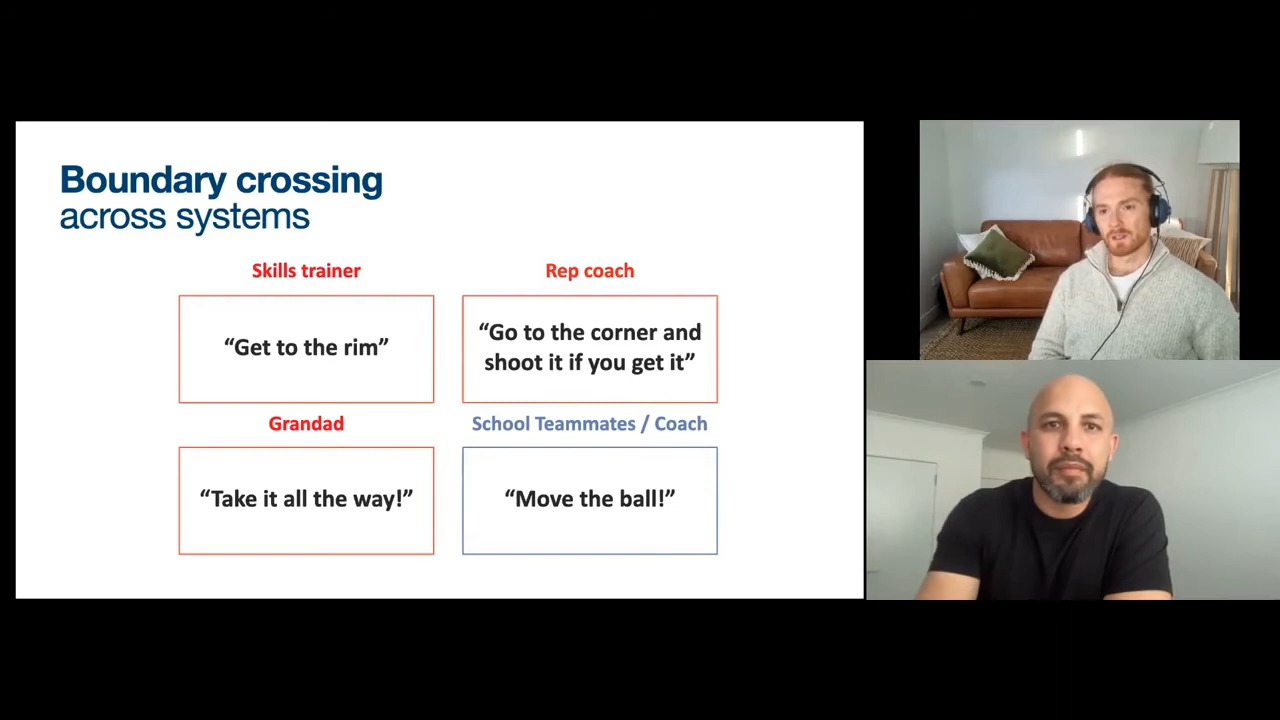 Boundary crossing
across systems
Skills trainer
Rep coach
“Get to the rim”
“Go to the corner and
shoot it if you get it”
Grandad
School Teammates / Coach
“Take it all the way!”
“Move the ball!”